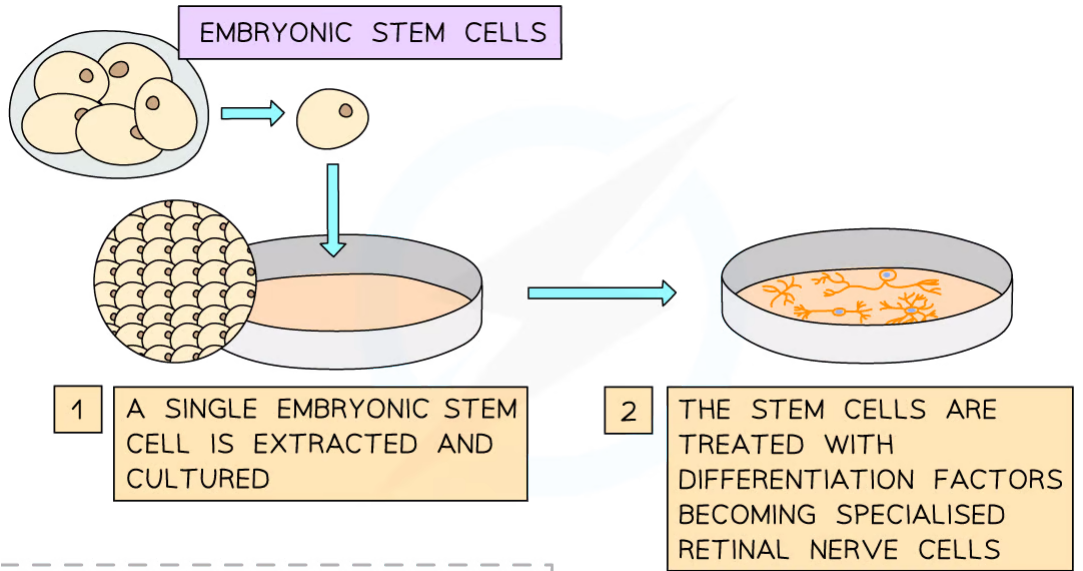 EMBRYONIC STEM CELLS
1
A SINGLE EMBRYONIC STEM
CELL IS EXTRACTED AND
CULTURED
2
THE STEM CELLS ARE
TREATED WITH
DIFFERENTIATION FACTORS
BECOMING SPECIALISED
RETINAL NERVE CELLS